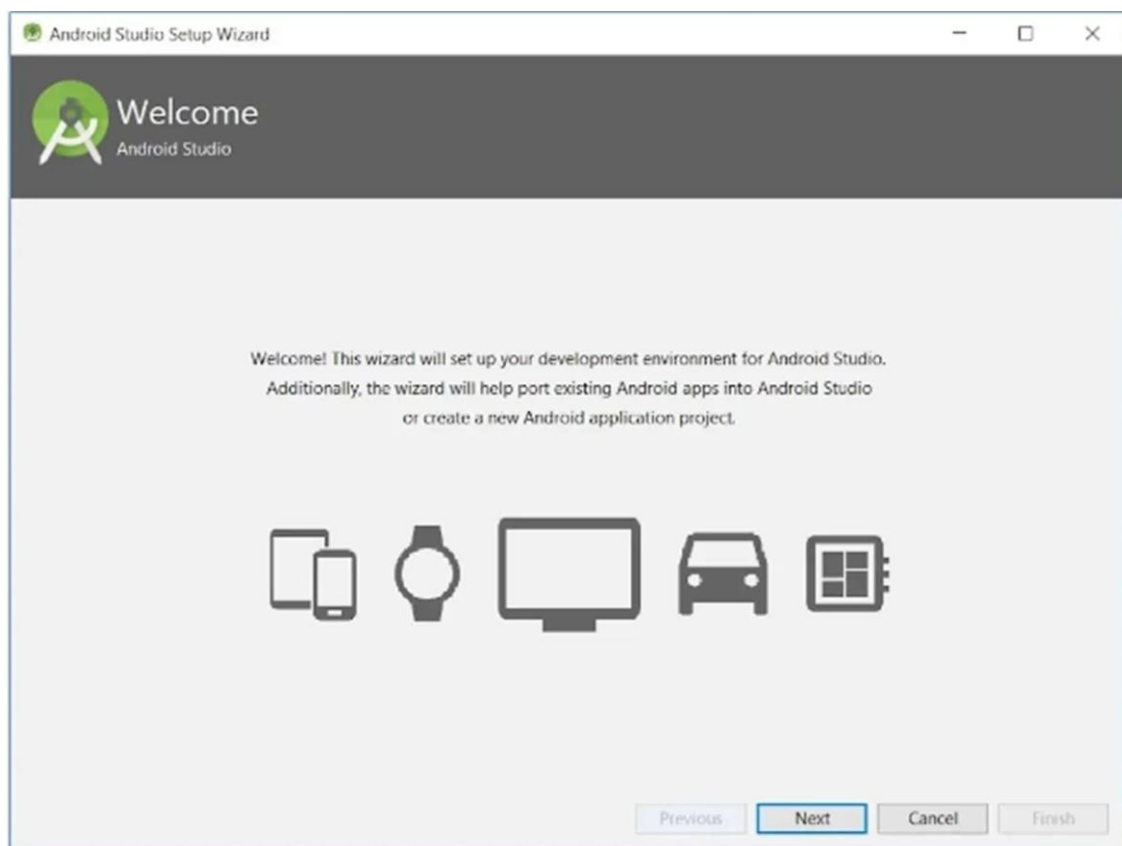 Android Studio Setup Wizard
Welcome
Android Studio
Welcome! This wizard will set up your development environment for Android Studio.
Additionally, the wizard will help port existing Android apps into Android Studio
or create a new Android application project.
Previous Next Cancel Finish